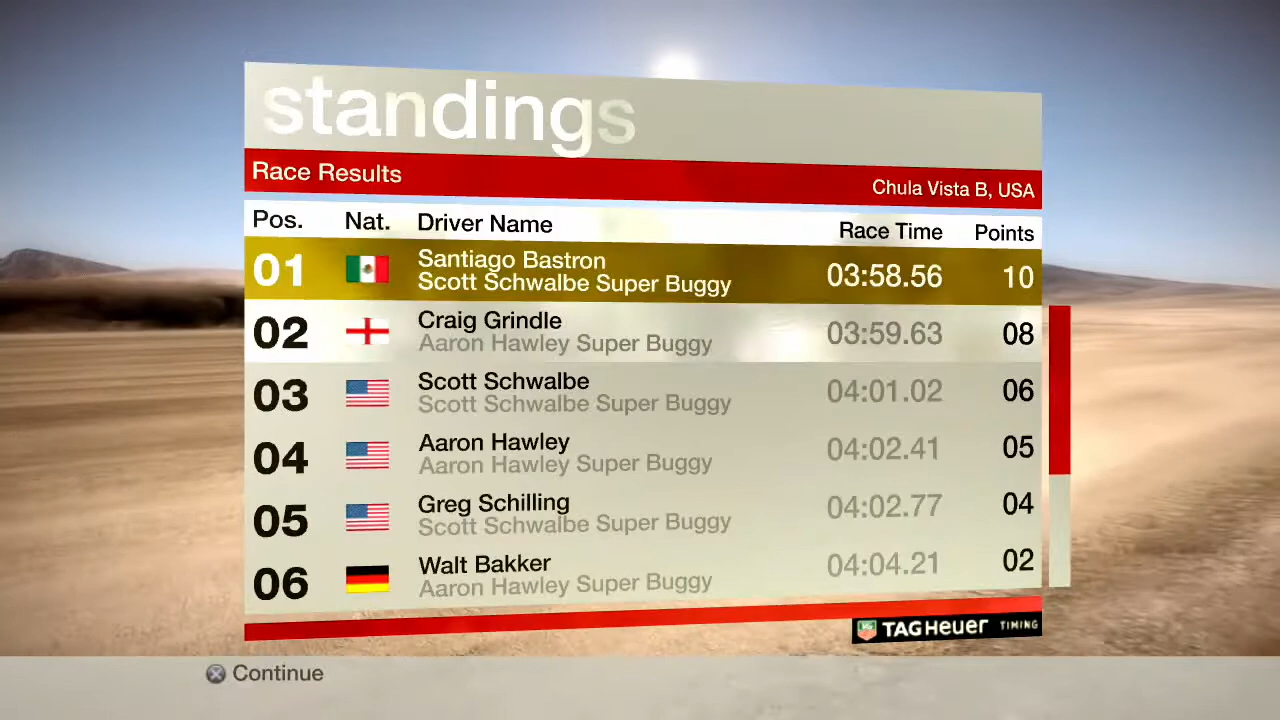 standings
Race Results
Chula Vista B, USA
Pos. Nat. Driver Name Race Time Points
01 Santiago Bastron 03:58.56 10
Scott Schwalbe Super Buggy
02 Craig Grindle 03:59.63 08
Aaron Hawley Super Buggy
03 Scott Schwalbe 04:01.02 06
Scott Schwalbe Super Buggy
04 Aaron Hawley 04:02.41 05
Aaron Hawley Super Buggy
05 Greg Schilling 04:02.77 04
Scott Schwalbe Super Buggy
06 Walt Bakker 04:04.21 02
Aaron Hawley Super Buggy
TAG Heuer TIMING
Continue